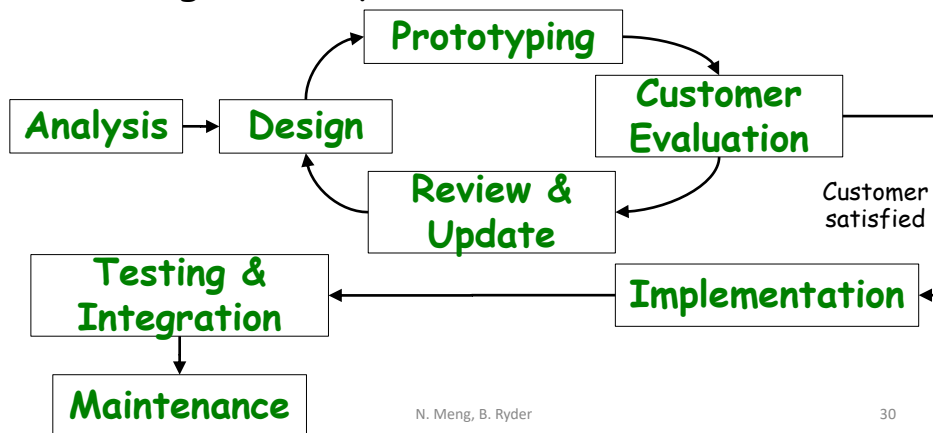 Prototyping
Customer
Evaluation
Analysis
Design
Review &
Update
Customer
satisfied
Testing &
Integration
Implementation
Maintenance
N. Meng, B. Ryder
30